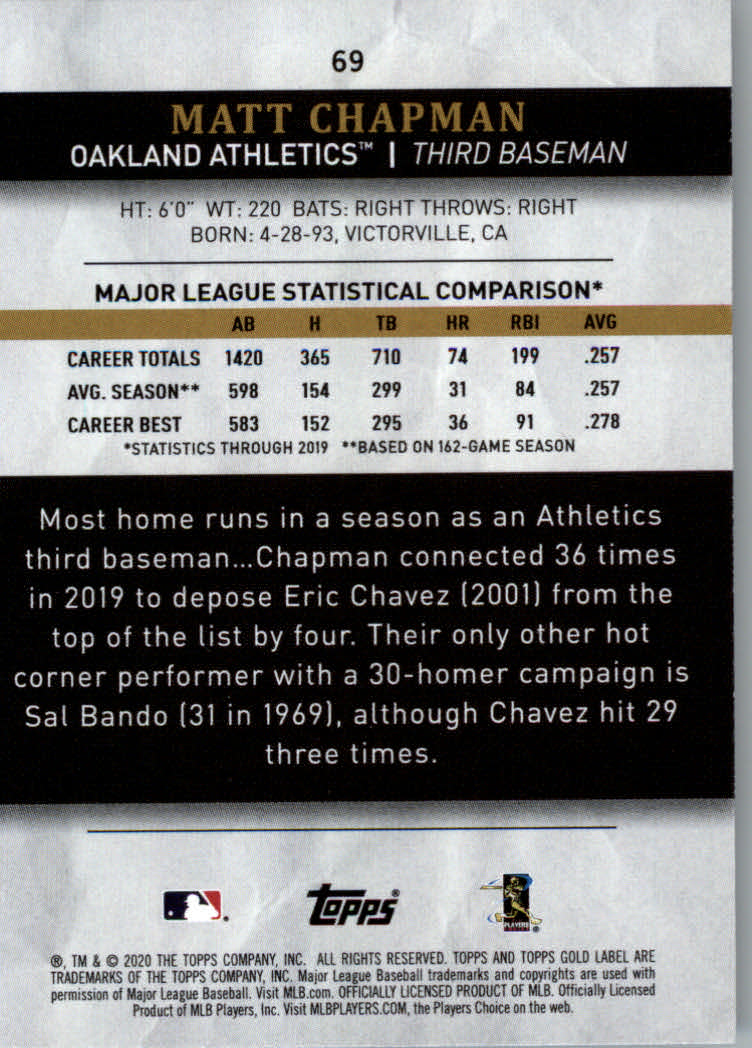 69
MATT CHAPMAN
OAKLAND ATHLETICS™ | THIRD BASEMAN
HT: 6'0" WT: 220 BATS: RIGHT THROWS: RIGHT
BORN: 4-28-93, VICTORVILLE, CA
MAJOR LEAGUE STATISTICAL COMPARISON*
AB H TB HR RBI AVG
CAREER TOTALS 1420 365 710 74 199 .257
AVG. SEASON** 598 154 299 31 84 .257
CAREER BEST 583 152 295 36 91 .278
*STATISTICS THROUGH 2019 **BASED ON 162-GAME SEASON
Most home runs in a season as an Athletics
third baseman...Chapman connected 36 times
in 2019 to depose Eric Chavez (2001) from the
top of the list by four. Their only other hot
corner performer with a 30-homer campaign is
Sal Bando (31 in 1969), although Chavez hit 29
three times.
topps®
PLAYERS
®, TM & © 2020 THE TOPPS COMPANY, INC. ALL RIGHTS RESERVED. TOPPS AND TOPPS GOLD LABEL ARE
TRADEMARKS OF THE TOPPS COMPANY, INC. Major League Baseball trademarks and copyrights are used with
permission of Major League Baseball. Visit MLB.com. OFFICIALLY LICENSED PRODUCT OF MLB. Officially Licensed
Product of MLB Players, Inc. Visit MLBPLAYERS.COM, the Players Choice on the web.